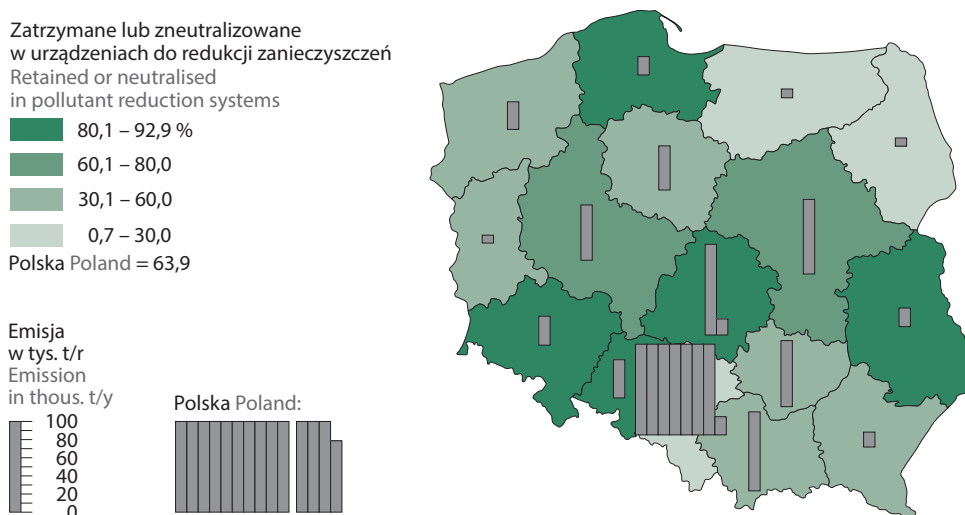 Zatrzymane lub zneutralizowane
w urządzeniach do redukcji zanieczyszczeń
Retained or neutralised
in pollutant reduction systems
80,1 – 92,9 %
60,1 – 80,0
30,1 – 60,0
0,7 – 30,0
Polska Poland = 63,9
Emisja
w tys. t/r
Emission
in thous. t/y
100
80
60
40
20
0
Polska Poland: